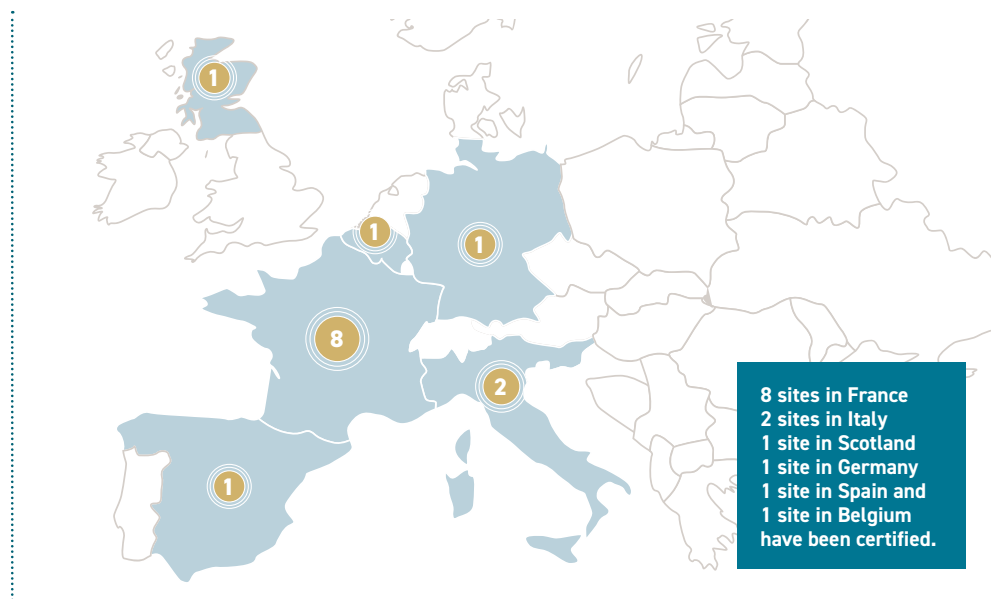 1
1
1
8
2
1
8 sites in France
2 sites in Italy
1 site in Scotland
1 site in Germany
1 site in Spain and
1 site in Belgium
have been certified.